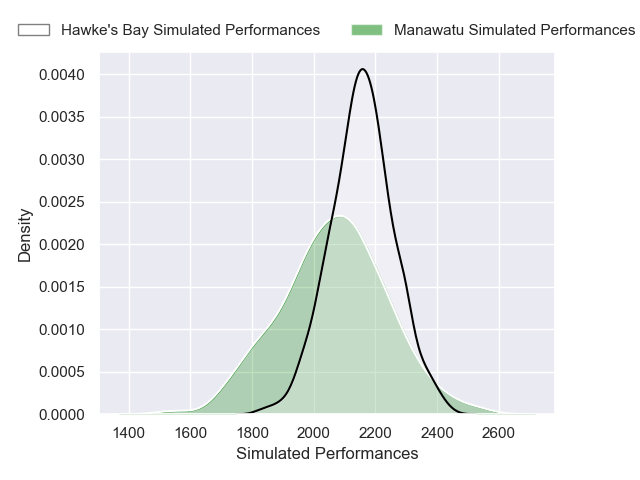 Hawke's Bay Simulated Performances
Manawatu Simulated Performances
0.0040
0.0035
0.0030
0.0025
0.0020
0.0015
0.0010
0.0005
0.0000
Density
1400 1600 1800 2000 2200 2400 2600
Simulated Performances